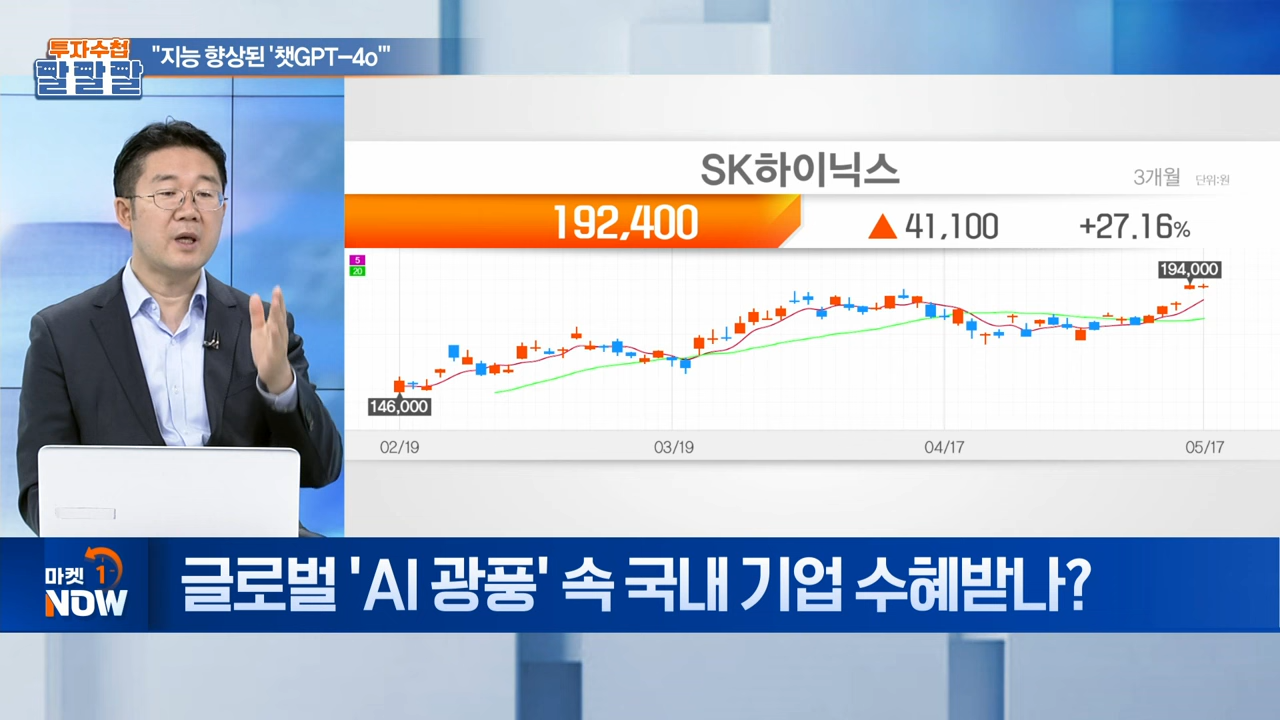 투자수첩
팔팔팔
"지능 향상된 '챗GPT-4o'"
SK하이닉스
3개월 단위:원
192,400 ▲ 41,100 +27.16%
5
20
194,000
146,000
02/19 03/19 04/17 05/17
마켓 1
NOW
글로벌 'AI 광풍' 속 국내 기업 수혜받나?